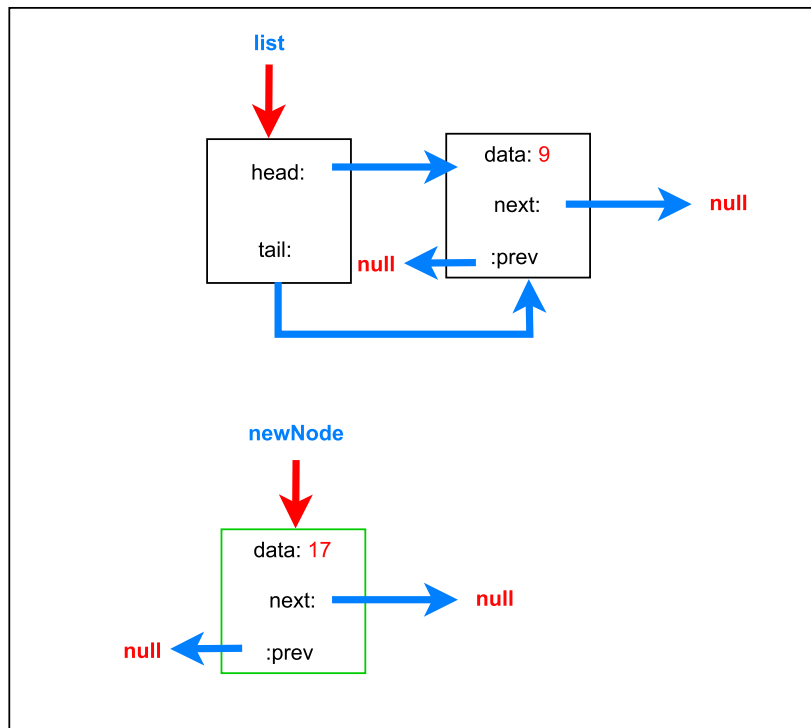 list
head:
data: 9
next:
null
tail:
null
:prev
newNode
data: 17
next:
null
null
:prev